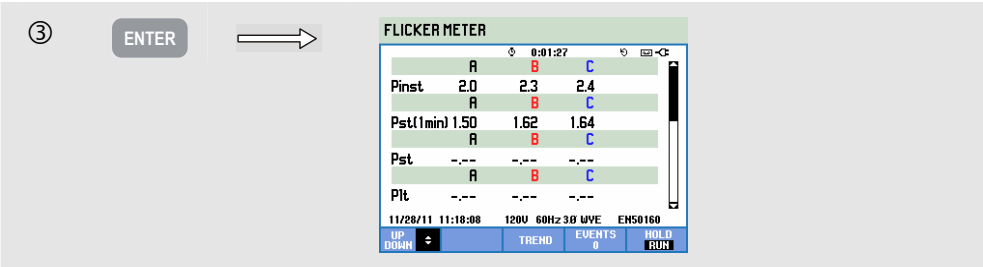 ③ ENTER
FLICKER METER
0:01:27
A B C
Pinst 2.0 2.3 2.4
A B C
Pst(1min) 1.50 1.62 1.64
A B C
Pst -.-- -.-- -.--
A B C
Plt -.-- -.-- -.--
11/28/11 11:18:08 120V 60Hz 3Ø WYE EN50160
UP DOWN TREND EVENTS 0 HOLD RUN